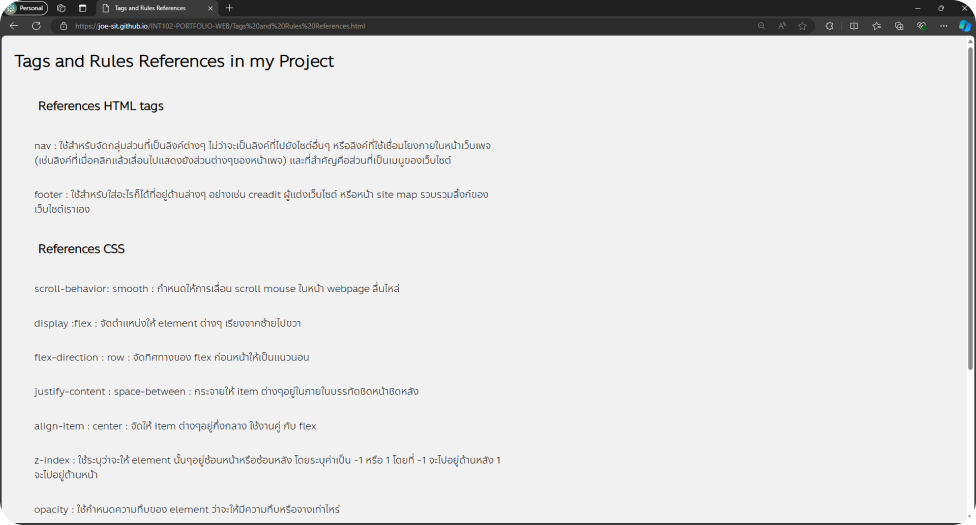 Personal
Tags and Rules References
https://joe-sit.github.io/INT102-PORTFOLIO-WEB/Tags%20and%20Rules%20References.html
Tags and Rules References in my Project
References HTML tags
nav : ใช้สำหรับจัดกลุ่มส่วนที่เป็นลิงค์ต่างๆ ไม่ว่าจะเป็นลิงค์ที่ไปยังไซต์อื่นๆ หรือลิงค์ที่ใช้เชื่อมโยงภายในหน้าเว็บเพจ
(เช่นลิงค์ที่เมื่อคลิกแล้วเลื่อนไปแสดงยังส่วนต่างๆของหน้าเพจ) และที่สำคัญคือส่วนที่เป็นเมนูของเว็บไซต์
footer : ใช้สำหรับใส่อะไรก็ได้ที่อยู่ด้านล่างๆ อย่างเช่น creadit ผู้แต่งเว็บไซต์ หรือหน้า site map รวบรวมลิ้งค์ของ
เว็บไซต์เราเอง
References CSS
scroll-behavior: smooth : กำหนดให้การเลื่อน scroll mouse ในหน้า webpage ลื่นไหล่
display :flex : จัดตำแหน่งให้ element ต่างๆ เรียงจากซ้ายไปขวา
flex-direction : row : จัดทิศทางของ flex ก่อนหน้าให้เป็นแนวนอน
justify-content : space-between : กระจายให้ item ต่างๆอยู่ในภายในบรรทัดชิดหน้าชิดหลัง
align-item : center : จัดให้ item ต่างๆอยู่กึ่งกลาง ใช้งานคู่ กับ flex
z-index : ใช้ระบุว่าจะให้ element นั้นๆอยู่ซ้อนหน้าหรือซ้อนหลัง โดยระบุค่าเป็น -1 หรือ 1 โดยที่ -1 จะไปอยู่ด้านหลัง 1
จะไปอยู่ด้านหน้า
opacity : ใช้กำหนดความทึบของ element ว่าจะให้มีความทึบหรือจางเท่าไหร่